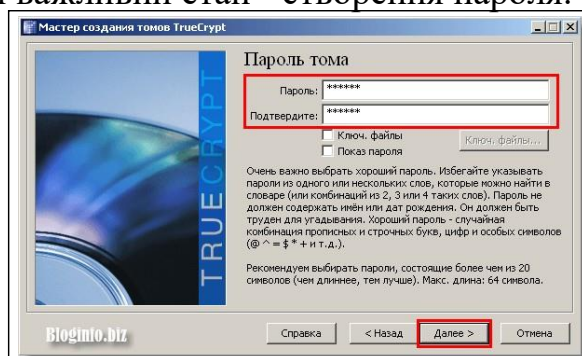 важливий етап - створення пароля.
Мастер создания томов TrueCrypt
TRUECRYPT
Пароль тома
Пароль: ******
Подтвердите: ******
Ключ. файлы
Ключ. файлы...
Показ пароля
Очень важно выбрать хороший пароль. Избегайте указывать
пароли из одного или нескольких слов, которые можно найти в
словаре (или комбинаций из 2, 3 или 4 таких слов). Пароль не
должен содержать имён или дат рождения. Он должен быть
труден для угадывания. Хороший пароль - случайная
комбинация прописных и строчных букв, цифр и особых символов
(@ ^ = $ * + и т.д.).
Рекомендуем выбирать пароли, состоящие более чем из 20
символов (чем длиннее, тем лучше). Макс. длина: 64 символа.
Bloginfo.biz
Справка
< Назад
Далее >
Отмена